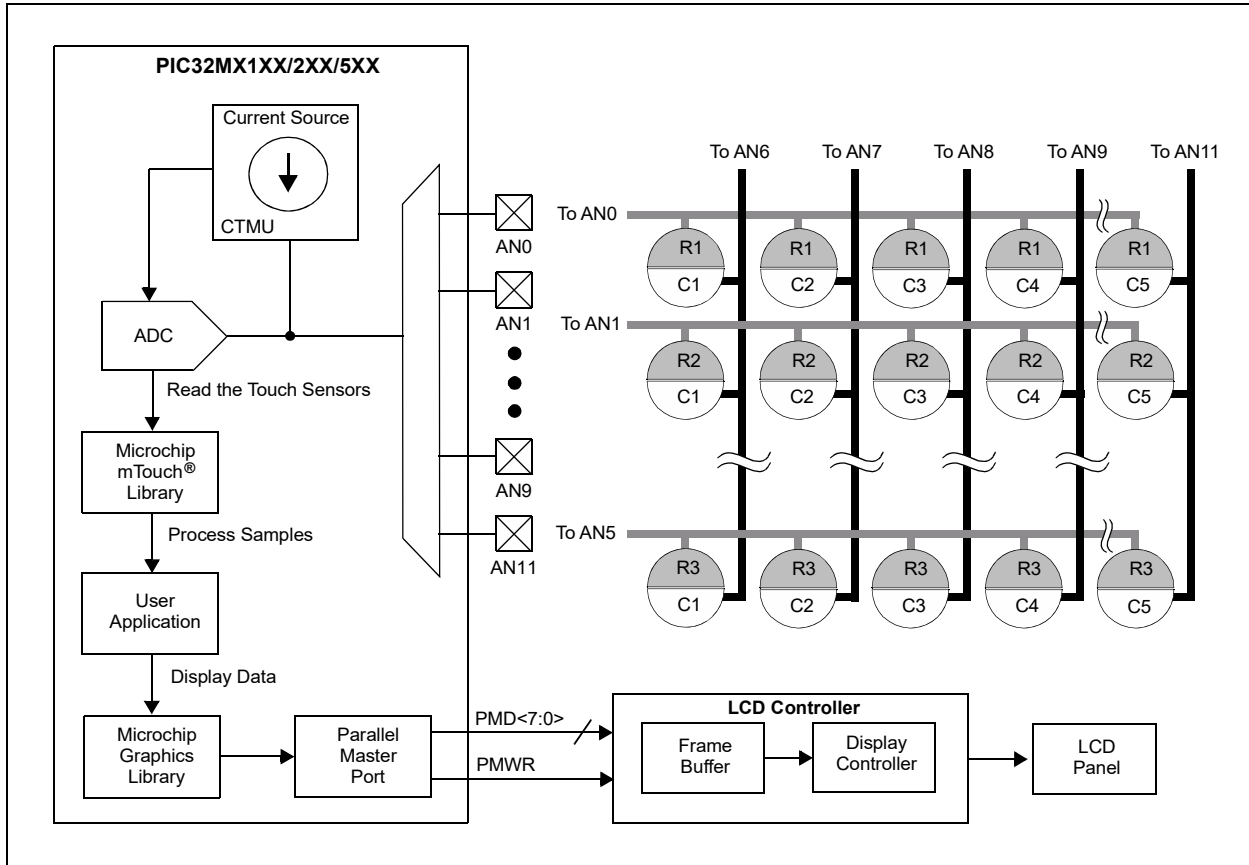 PIC32MX1XX/2XX/5XX
Current Source
CTMU
ADC
Read the Touch Sensors
Microchip
mTouch®
Library
Process Samples
User
Application
Display Data
Microchip
Graphics
Library
Parallel
Master
Port
AN0
AN1
AN9
AN11
To AN6 To AN7 To AN8 To AN9 To AN11
To AN0
R1 R1 R1 R1 R1
C1 C2 C3 C4 C5
To AN1
R2 R2 R2 R2 R2
C1 C2 C3 C4 C5
To AN5
R3 R3 R3 R3 R3
C1 C2 C3 C4 C5
PMD<7:0>
PMWR
LCD Controller
Frame
Buffer
Display
Controller
LCD
Panel